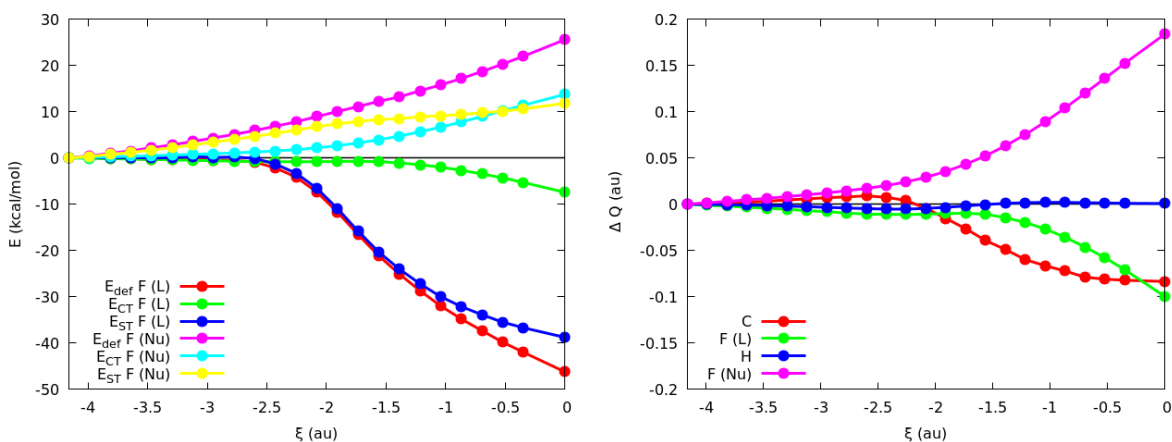 30
20
10
0
-10
-20
-30
-40
-50
E (kcal/mol)
E_def F (L)
E_CT F (L)
E_ST F (L)
E_def F (Nu)
E_CT F (Nu)
E_ST F (Nu)
-4 -3.5 -3 -2.5 -2 -1.5 -1 -0.5 0
ξ (au)
0.2
0.15
0.1
0.05
0
-0.05
-0.1
-0.15
-0.2
Δ Q (au)
C
F (L)
H
F (Nu)
-4 -3.5 -3 -2.5 -2 -1.5 -1 -0.5 0
ξ (au)